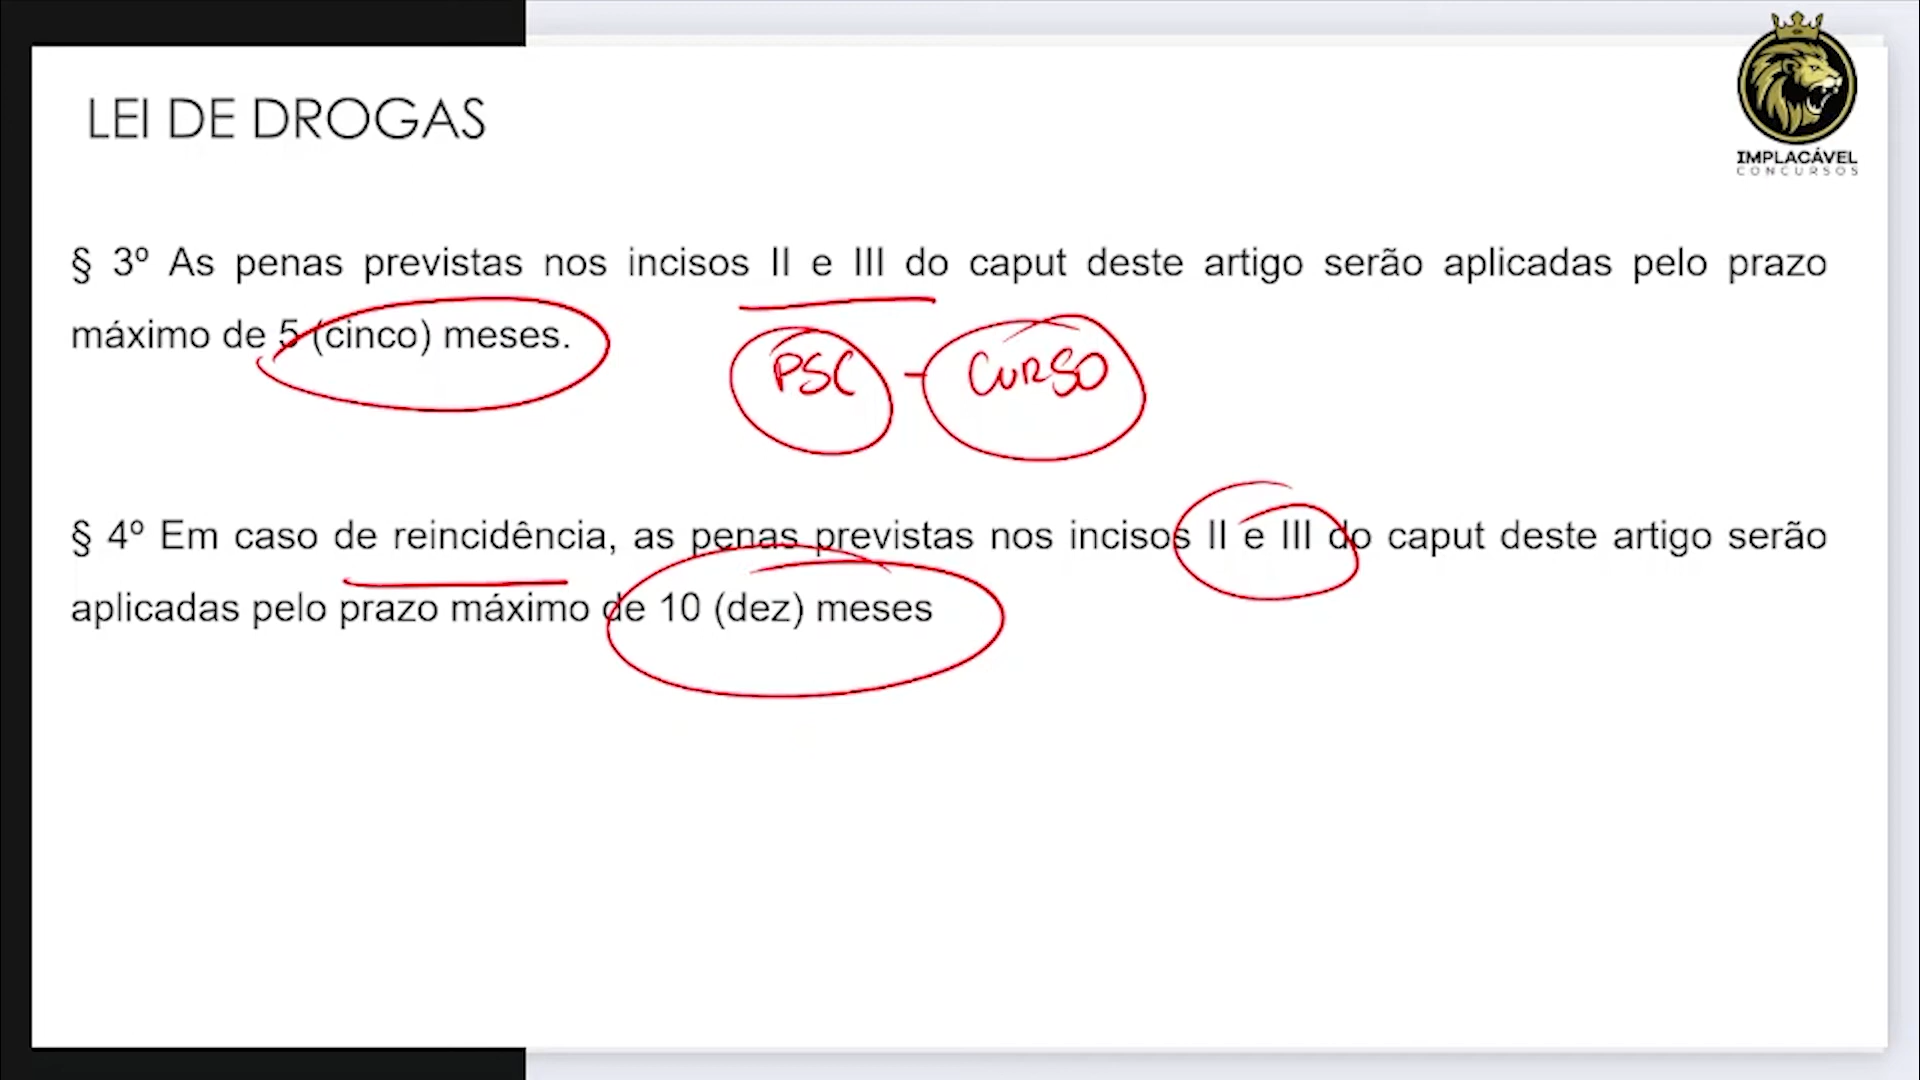 LEI DE DROGAS
IMPLACÁVEL
CONCURSOS
§ 3º As penas previstas nos incisos II e III do caput deste artigo serão aplicadas pelo prazo
máximo de 5 (cinco) meses.
PSC - CURSO
§ 4º Em caso de reincidência, as penas previstas nos incisos II e III do caput deste artigo serão
aplicadas pelo prazo máximo de 10 (dez) meses